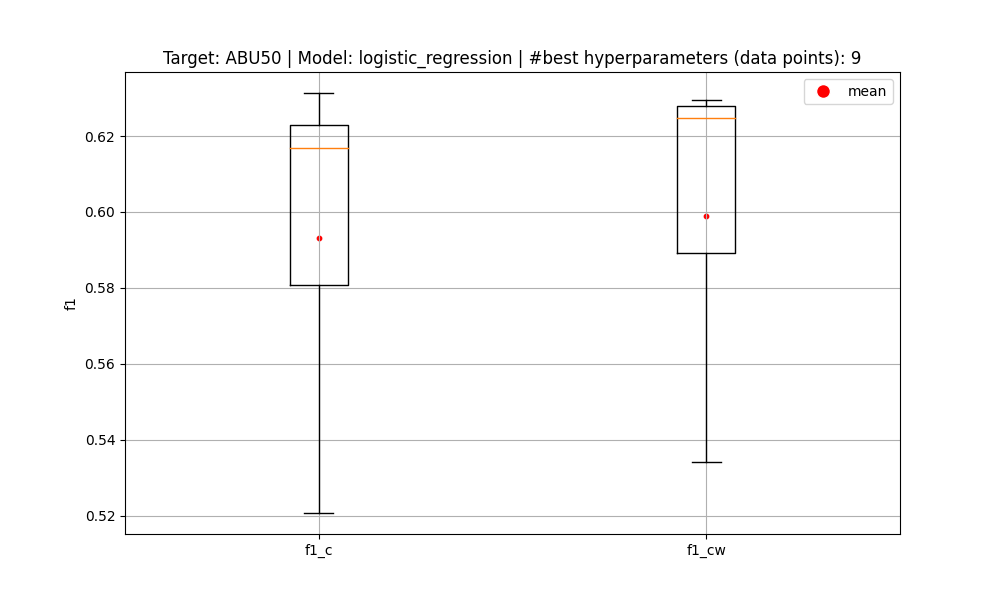 Target: ABU50 | Model: logistic_regression | #best hyperparameters (data points): 9
mean
0.62
0.60
0.58
0.56
0.54
0.52
f1
f1_c
f1_cw